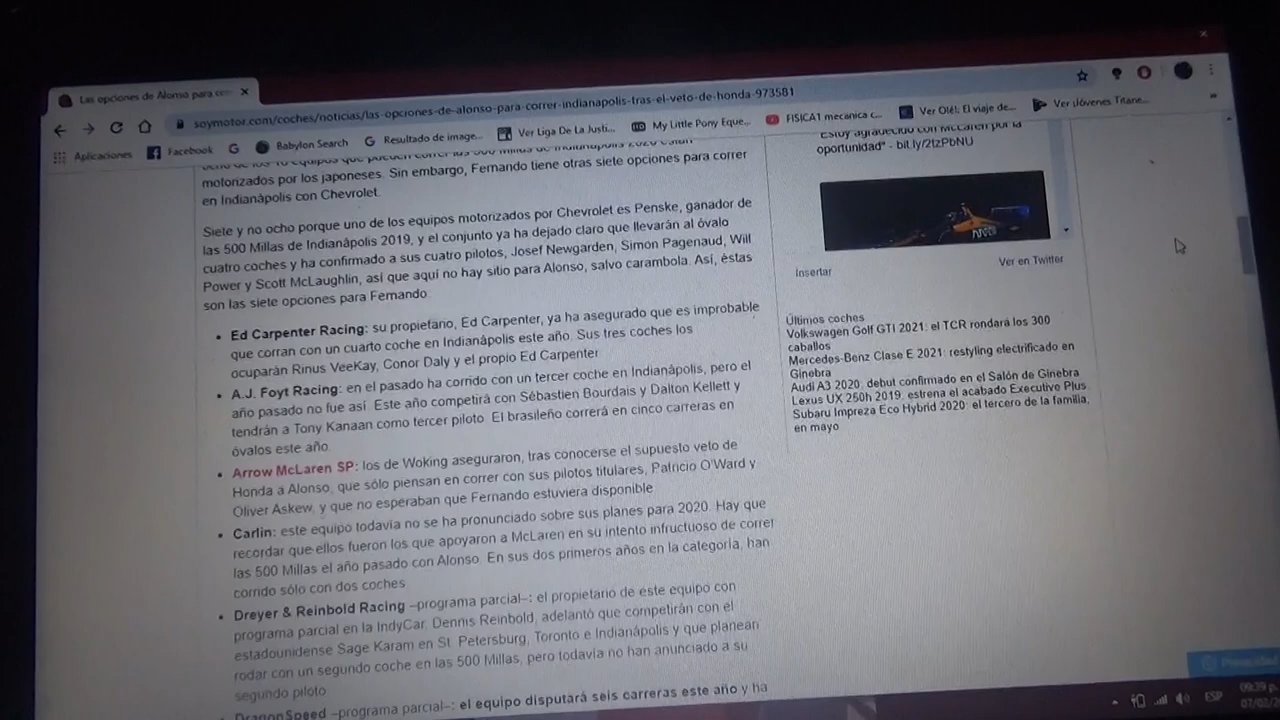 Las opciones de Alonso para con
soymotor.com/coches/noticias/las-opciones-de-alonso-para-correr-indianapolis-tras-el-veto-de-honda-973581
Aplicaciones
Facebook
Babylon Search
Resultado de image...
Ver Liga De La Justi...
My Little Pony Eque...
FISICA1 mecanica c...
Ver Olé!, El viaje de...
Ver ¡Jóvenes Titane...
motorizados por los japoneses. Sin embargo, Fernando tiene otras siete opciones para correr
en Indianápolis con Chevrolet.
Siete y no ocho porque uno de los equipos motorizados por Chevrolet es Penske, ganador de
las 500 Millas de Indianápolis 2019, y el conjunto ya ha dejado claro que llevarán al óvalo
cuatro coches y ha confirmado a sus cuatro pilotos, Josef Newgarden, Simon Pagenaud, Will
Power y Scott McLaughlin, así que aquí no hay sitio para Alonso, salvo carambola. Así, éstas
son las siete opciones para Fernando:
• Ed Carpenter Racing: su propietario, Ed Carpenter, ya ha asegurado que es improbable
que corran con un cuarto coche en Indianápolis este año. Sus tres coches los
ocuparán Rinus VeeKay, Conor Daly y el propio Ed Carpenter.
• A.J. Foyt Racing: en el pasado ha corrido con un tercer coche en Indianápolis, pero el
año pasado no fue así. Este año competirá con Sébastien Bourdais y Dalton Kellett y
tendrán a Tony Kanaan como tercer piloto. El brasileño correrá en cinco carreras en
óvalos este año.
• Arrow McLaren SP: los de Woking aseguraron, tras conocerse el supuesto veto de
Honda a Alonso, que sólo piensan en correr con sus pilotos titulares, Patricio O'Ward y
Oliver Askew, y que no esperaban que Fernando estuviera disponible.
• Carlin: este equipo todavía no se ha pronunciado sobre sus planes para 2020. Hay que
recordar que ellos fueron los que apoyaron a McLaren en su intento infructuoso de correr
las 500 Millas el año pasado con Alonso. En sus dos primeros años en la categoría, han
corrido sólo con dos coches.
• Dreyer & Reinbold Racing –programa parcial–: el propietario de este equipo con
programa parcial en la IndyCar, Dennis Reinbold, adelantó que competirán con el
estadounidense Sage Karam en St. Petersburg, Toronto e Indianápolis y que planean
rodar con un segundo coche en las 500 Millas, pero todavía no han anunciado a su
segundo piloto.
DragonSpeed –programa parcial–: el equipo disputará seis carreras este año y ha
"Estoy agradecido con McLaren por la
oportunidad" - bit.ly/2tzPbNU
Insertar
Ver en Twitter
Últimos coches
Volkswagen Golf GTI 2021: el TCR rondará los 300
caballos
Mercedes-Benz Clase E 2021: restyling electrificado en
Ginebra
Audi A3 2020: debut confirmado en el Salón de Ginebra
Lexus UX 250h 2019: estrena el acabado Executive Plus
Subaru Impreza Eco Hybrid 2020: el tercero de la familia,
en mayo
ESP
09:29 p.